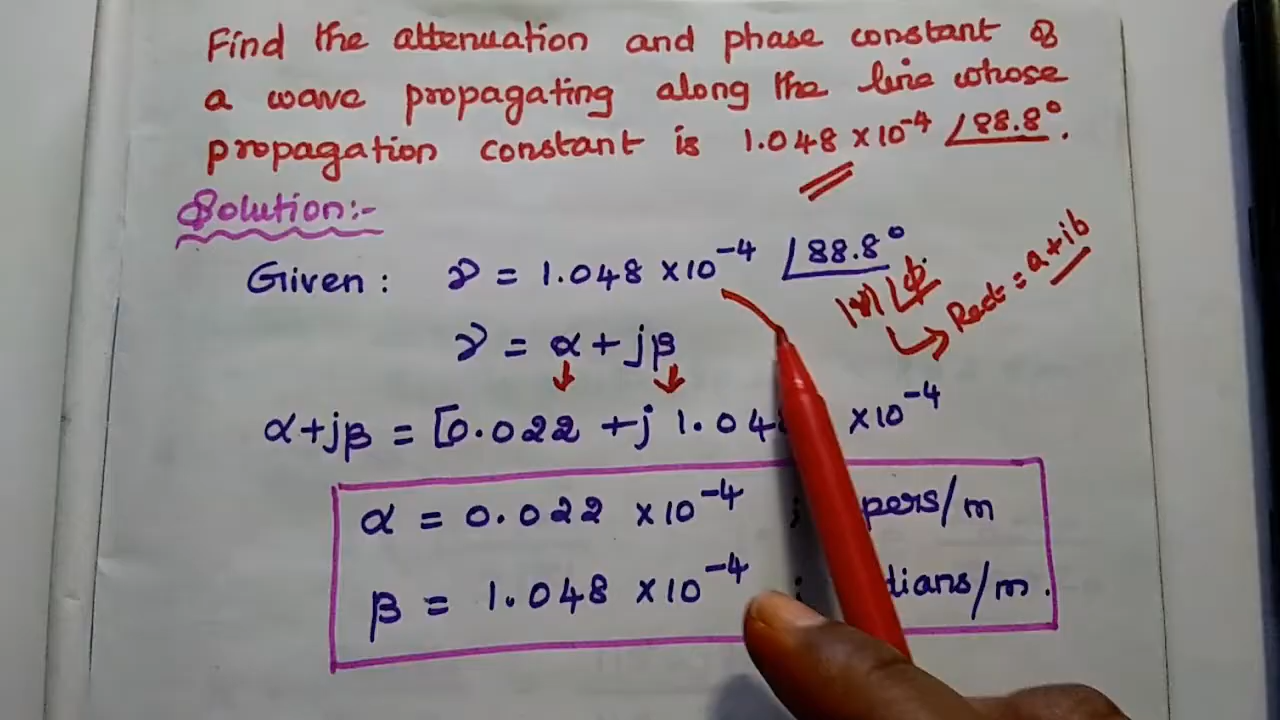 Find the attenuation and phase constant of
a wave propagating along the line whose
propagation constant is 1.048 ×10⁻⁴ ∠88.8°.
Solution:-
Given: γ = 1.048 ×10⁻⁴ ∠88.8°
|γ| ∠φ. → Rect = a+ib
γ = α + jβ
α+jβ = [0.022 + j 1.04 ×10⁻⁴
α = 0.022 ×10⁻⁴ ; pers/m
β = 1.048 ×10⁻⁴ ; dians/m.